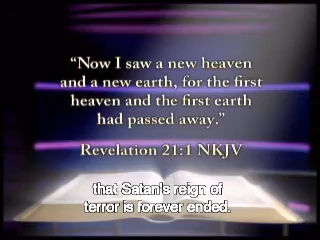 “Now I saw a new heaven
and a new earth, for the first
heaven and the first earth
had passed away.”
Revelation 21:1 NKJV
that Satan's reign of
terror is forever ended.